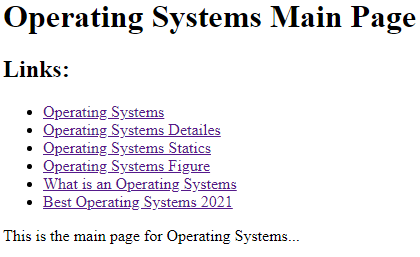 Operating Systems Main Page
Links:
Operating Systems
Operating Systems Detailes
Operating Systems Statics
Operating Systems Figure
What is an Operating Systems
Best Operating Systems 2021
This is the main page for Operating Systems...